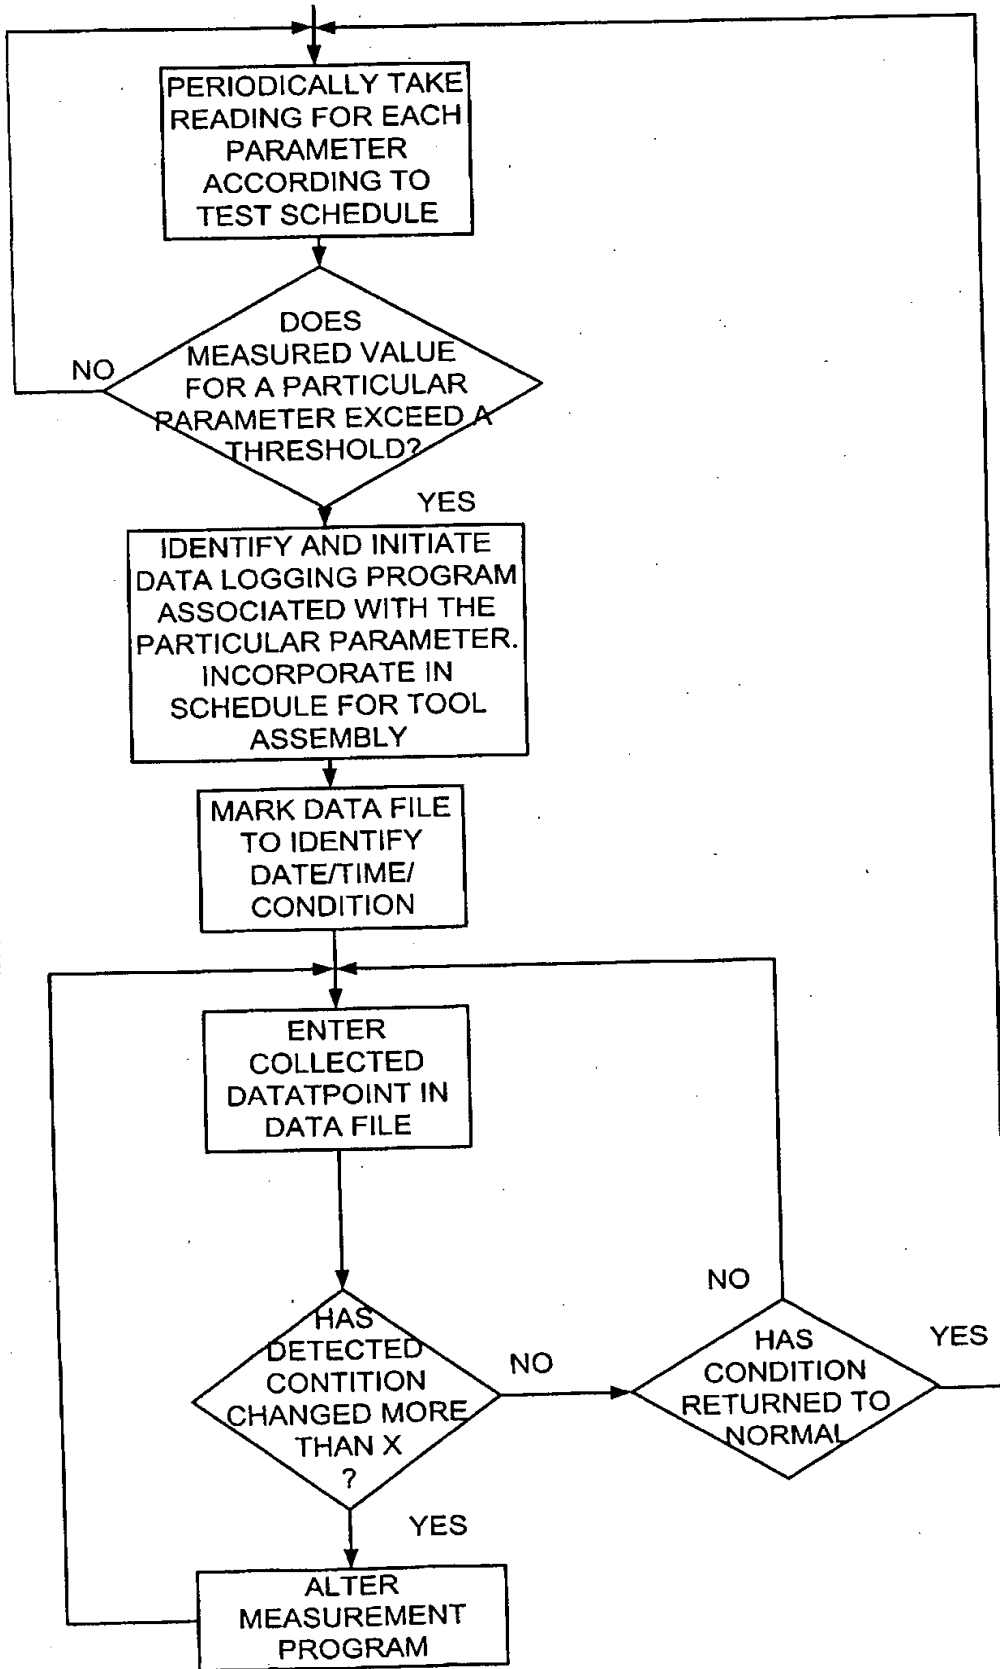 PERIODICALLY TAKE
READING FOR EACH
PARAMETER
ACCORDING TO
TEST SCHEDULE
DOES
MEASURED VALUE
FOR A PARTICULAR
PARAMETER EXCEED A
THRESHOLD?
NO
YES
IDENTIFY AND INITIATE
DATA LOGGING PROGRAM
ASSOCIATED WITH THE
PARTICULAR PARAMETER.
INCORPORATE IN
SCHEDULE FOR TOOL
ASSEMBLY
MARK DATA FILE
TO IDENTIFY
DATE/TIME/
CONDITION
ENTER
COLLECTED
DATATPOINT IN
DATA FILE
HAS
DETECTED
CONTITION
CHANGED MORE
THAN X
?
NO
NO
HAS
CONDITION
RETURNED TO
NORMAL
YES
YES
ALTER
MEASUREMENT
PROGRAM